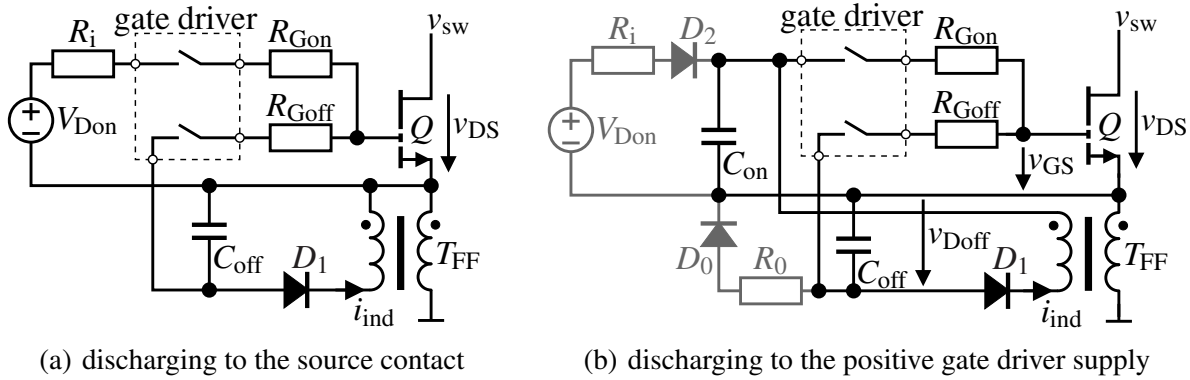 gate driver
v_sw
R_i
R_Gon
R_Goff
V_Don
Q
v_DS
C_off
D_1
i_ind
T_FF
(a) discharging to the source contact
gate driver
v_sw
R_i
D_2
R_Gon
R_Goff
V_Don
C_on
Q
v_DS
v_GS
v_Doff
D_0
R_0
C_off
D_1
i_ind
T_FF
(b) discharging to the positive gate driver supply